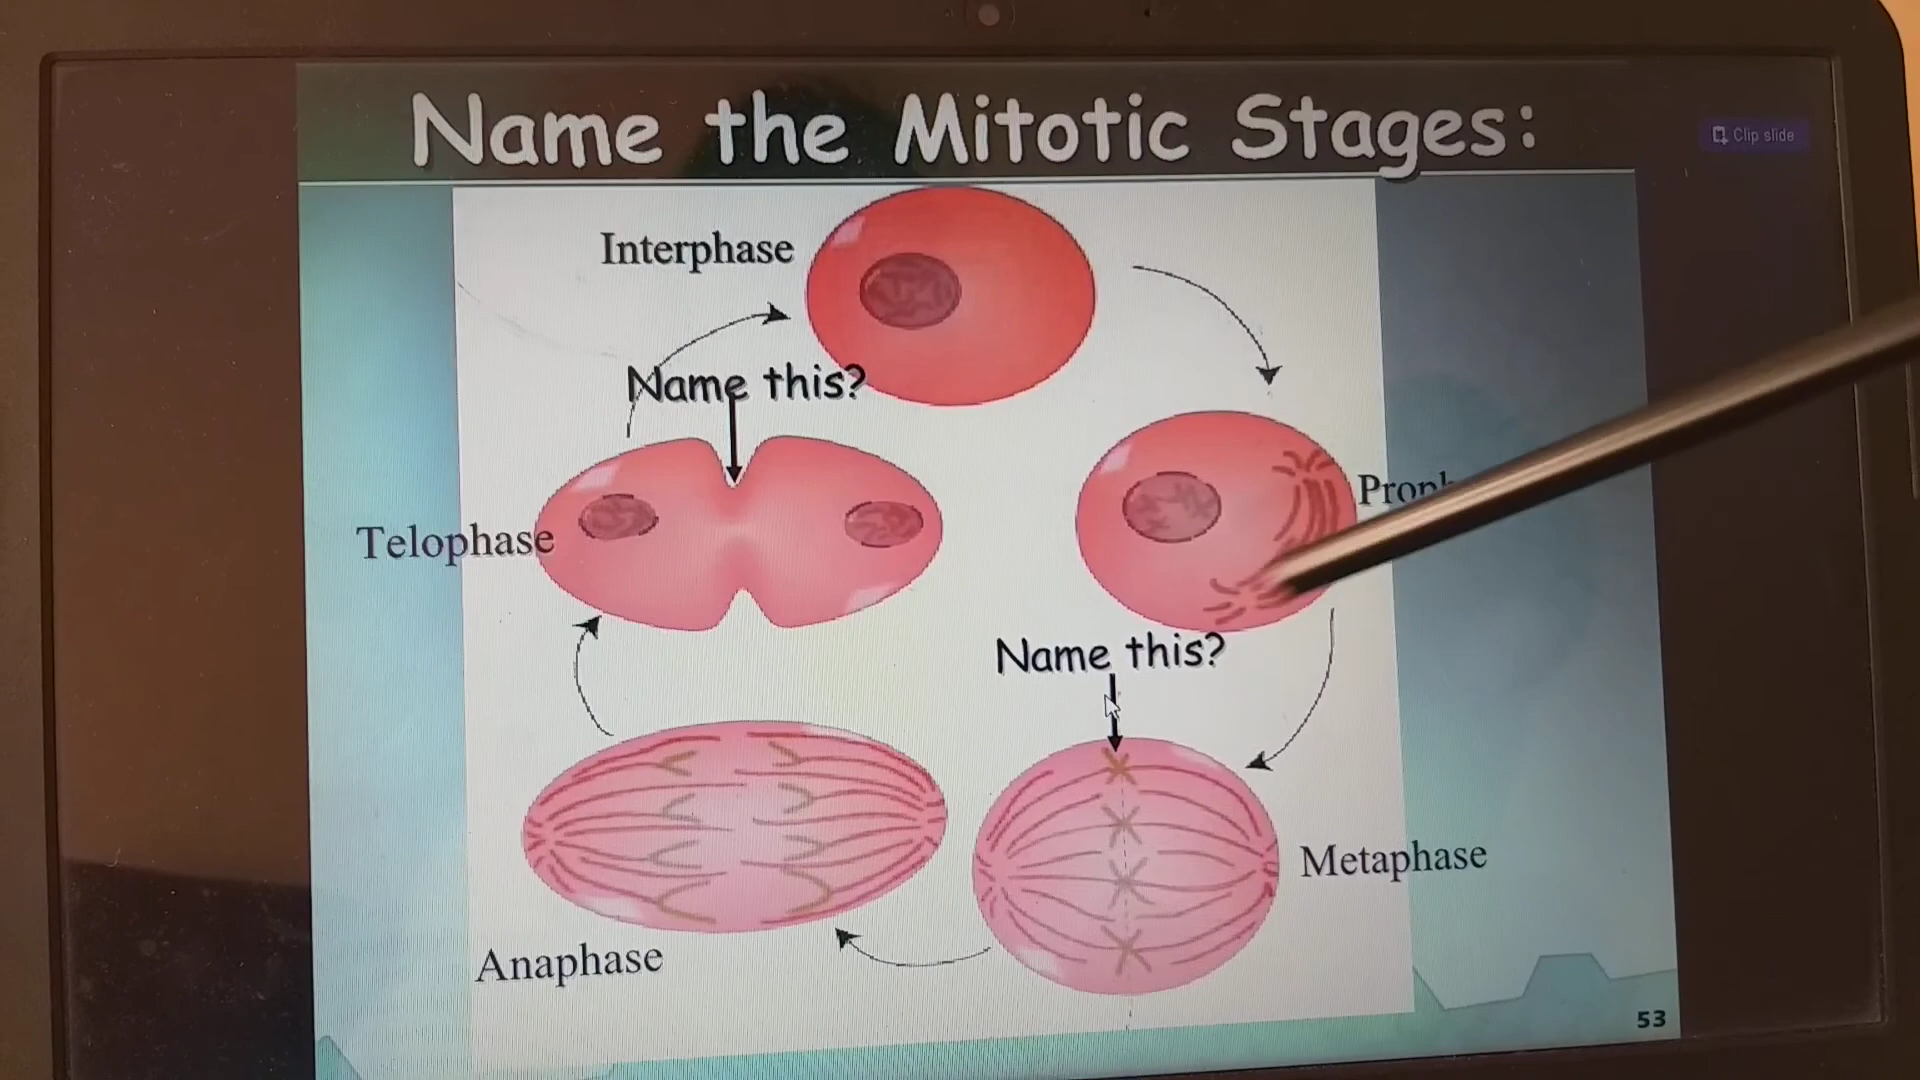 Name the Mitotic Stages:
Clip slide
Interphase
Name this?
Telophase
Name this?
Metaphase
Anaphase
53